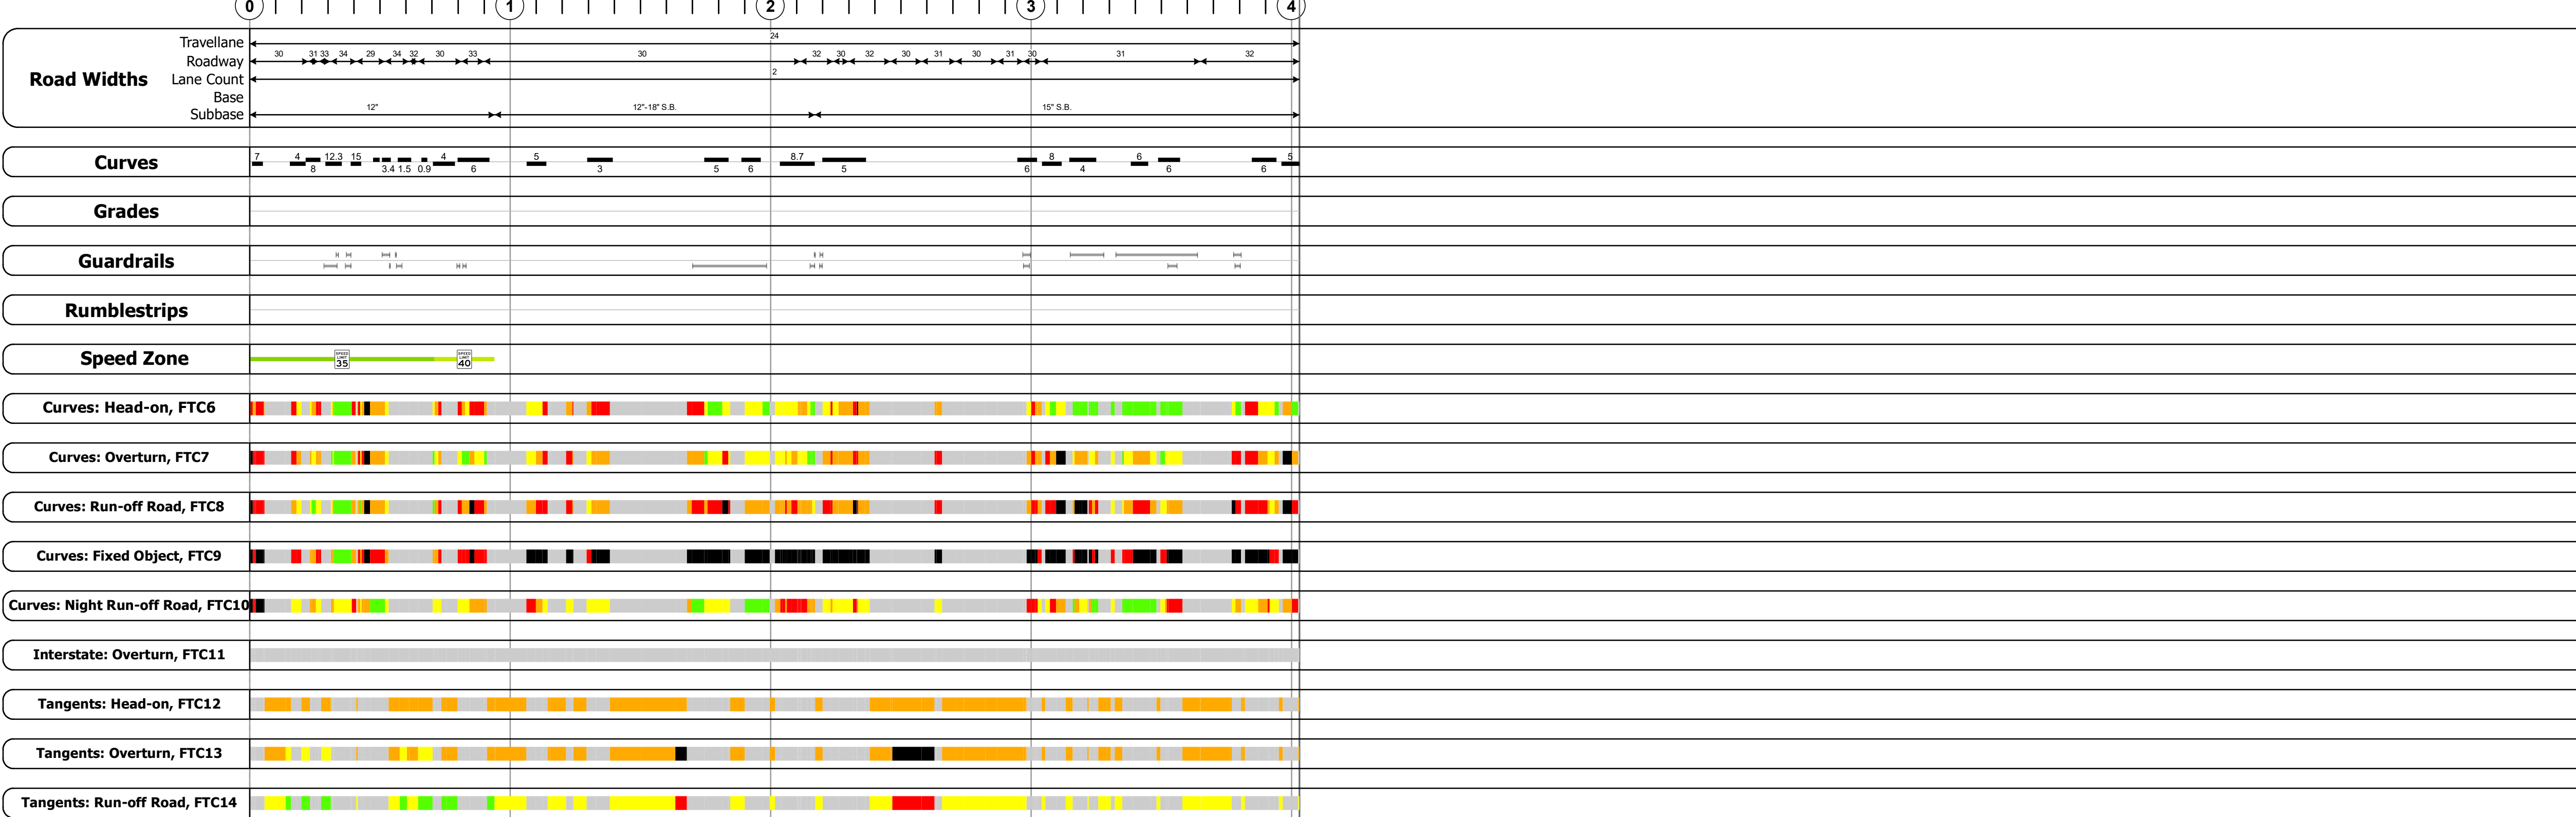 0 1 2 3 4
Travellane 24
30 31 33 34 29 34 32 30 33 30 32 30 32 30 31 30 31 30 31 32
Roadway
Road Widths
Lane Count 2
Base
Subbase 12" 12"-18" S.B. 15" S.B.
7 4 12.3 15 4 5 8.7 8 6 5
Curves
8 3.4 1.5 0.9 6 3 5 6 5 6 4 6 6
Grades
Guardrails
Rumblestrips
Speed Zone
SPEED LIMIT 35
SPEED LIMIT 40
Curves: Head-on, FTC6
Curves: Overturn, FTC7
Curves: Run-off Road, FTC8
Curves: Fixed Object, FTC9
Curves: Night Run-off Road, FTC10
Interstate: Overturn, FTC11
Tangents: Head-on, FTC12
Tangents: Overturn, FTC13
Tangents: Run-off Road, FTC14